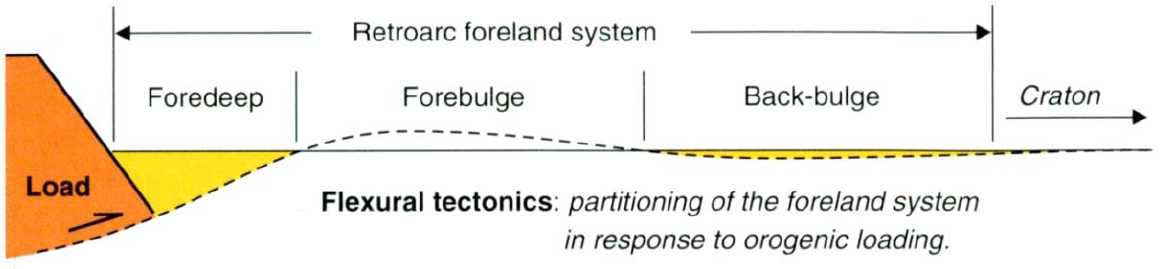 Retroarc foreland system
Foredeep
Forebulge
Back-bulge
Craton
Load
Flexural tectonics: partitioning of the foreland system
in response to orogenic loading.